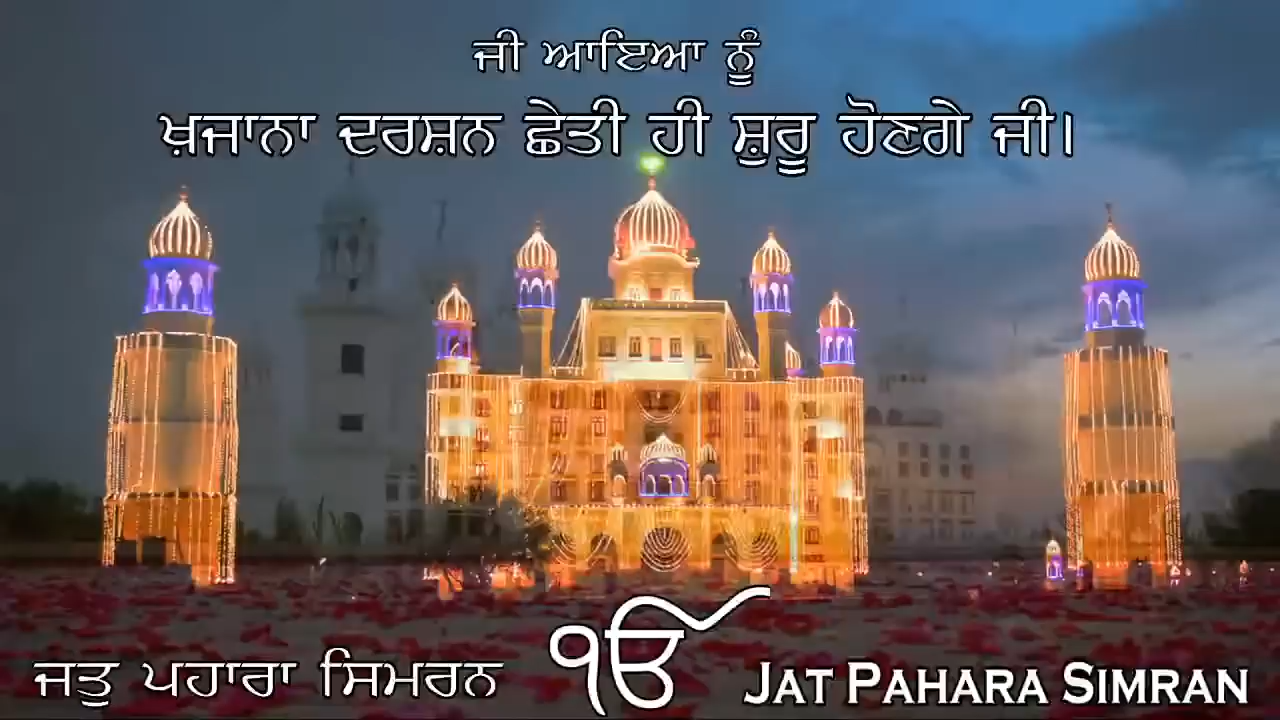 ਜੀ ਆਇਆ ਨੂੰ
ਖ਼ਜਾਨਾ ਦਰਸ਼ਨ ਛੇਤੀ ਹੀ ਸ਼ੁਰੂ ਹੋਣਗੇ ਜੀ।
ਜਤੁ ਪਹਾਰਾ ਸਿਮਰਨ ੴ JAT PAHARA SIMRAN